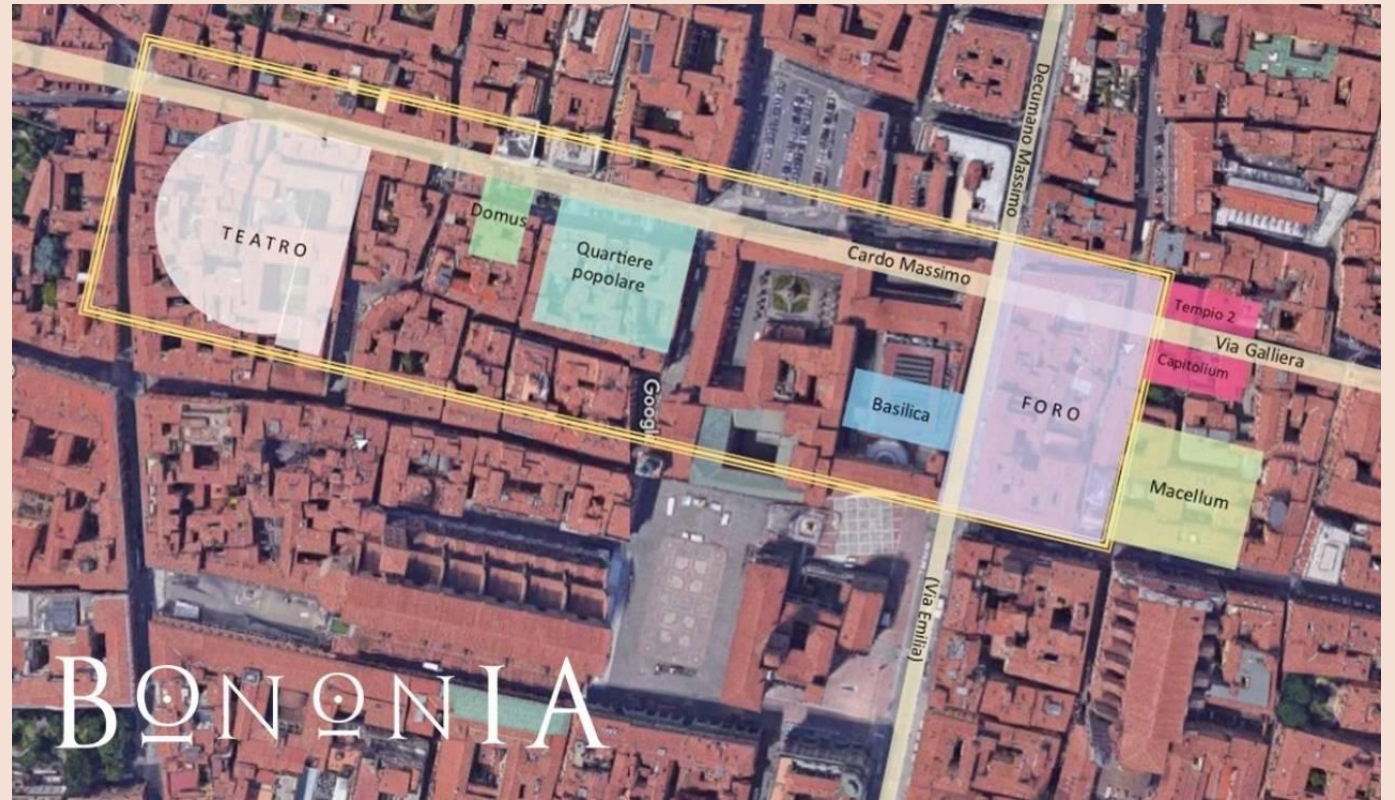 Decumano Massimo
TEATRO
Domus
Quartiere
popolare
Cardo Massimo
Tempio 2
Via Galliera
Capitolium
Googl
Basilica
FORO
Macellum
(Via Emilia)
BONONIA